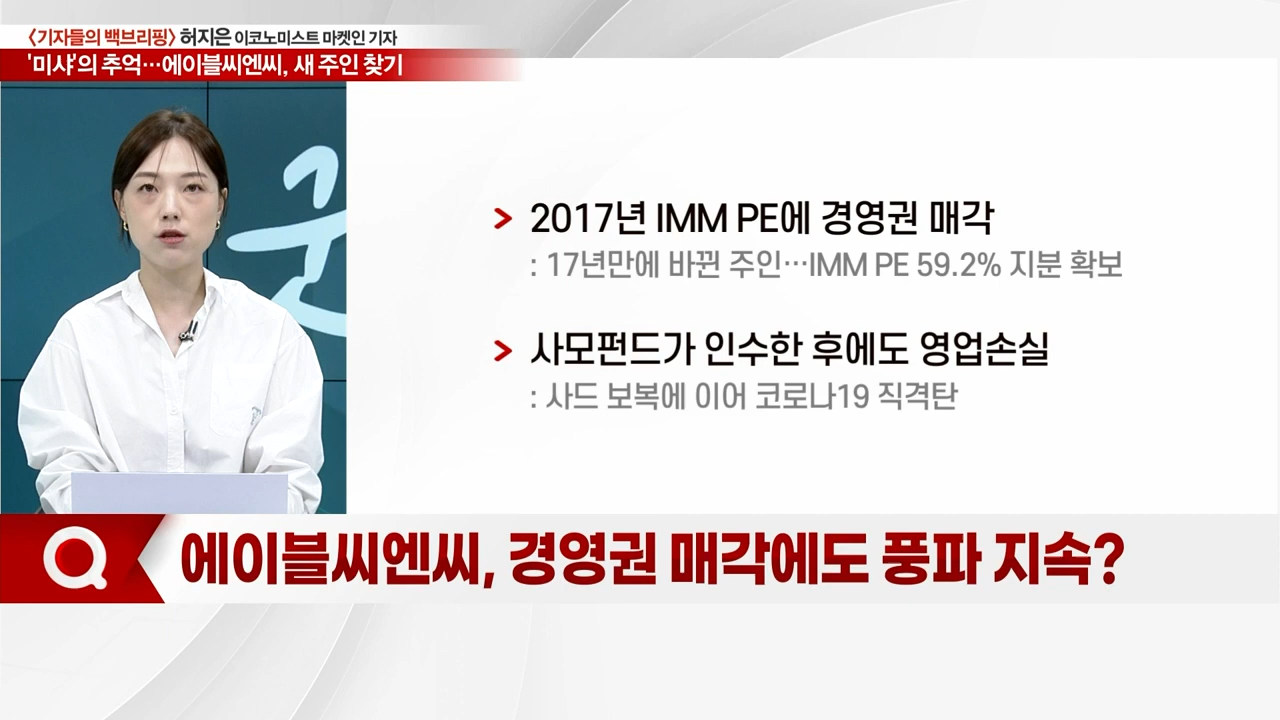 〈기자들의 백브리핑〉 허지은 이코노미스트 마켓인 기자
'미샤'의 추억…에이블씨엔씨, 새 주인 찾기
2017년 IMM PE에 경영권 매각
: 17년만에 바뀐 주인…IMM PE 59.2% 지분 확보
사모펀드가 인수한 후에도 영업손실
: 사드 보복에 이어 코로나19 직격탄
Q 에이블씨엔씨, 경영권 매각에도 풍파 지속?